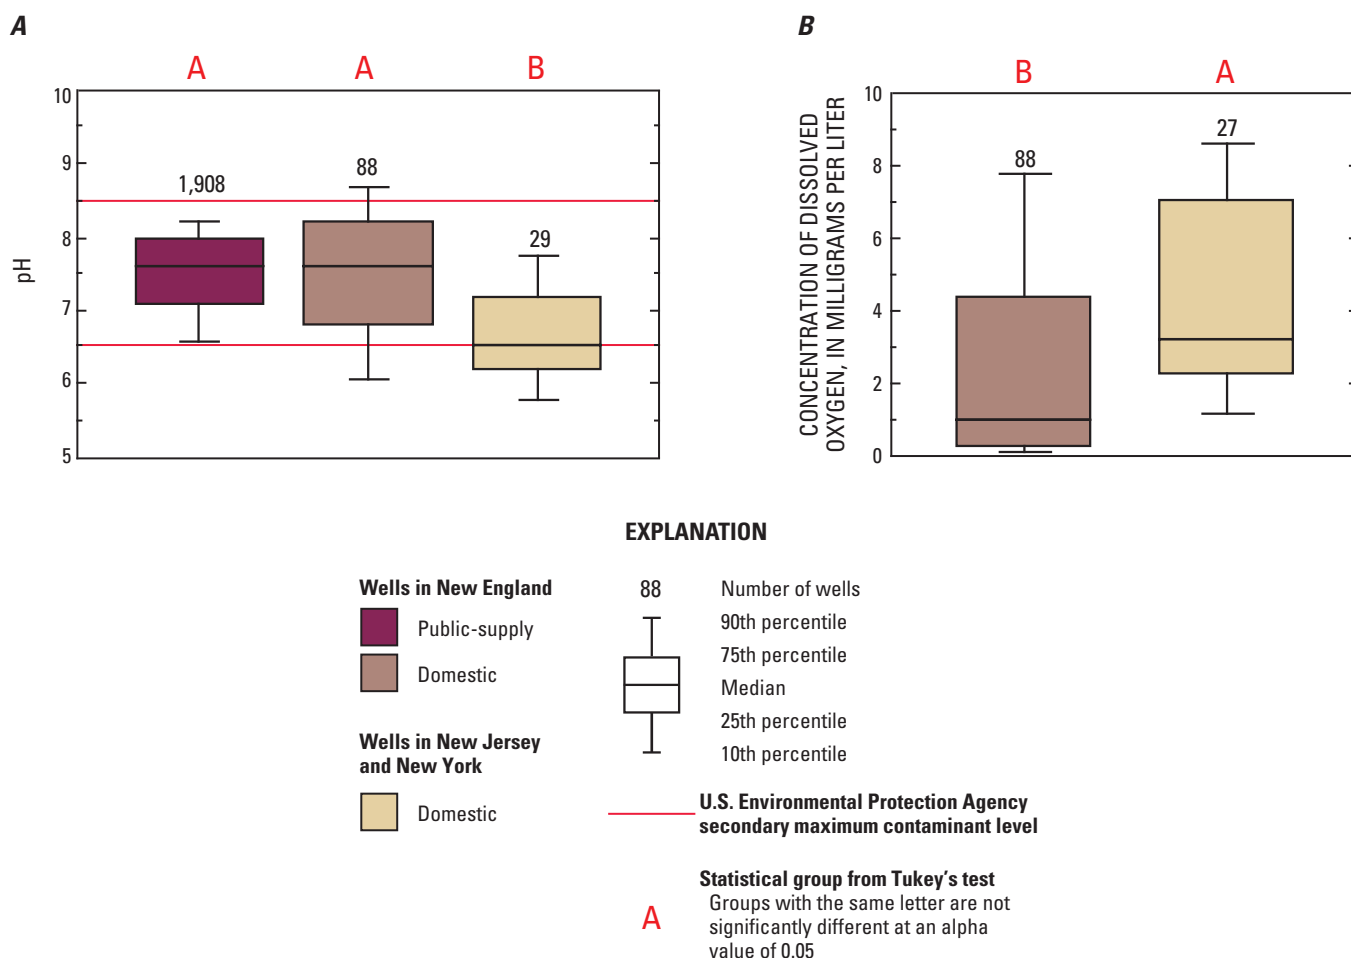 A
A
A
B
10
9
8
7
6
5
pH
1,908
88
29
B
B
A
10
8
6
4
2
0
CONCENTRATION OF DISSOLVED
OXYGEN, IN MILLIGRAMS PER LITER
88
27
EXPLANATION
Wells in New England
Public-supply
Domestic
Wells in New Jersey
and New York
Domestic
88
Number of wells
90th percentile
75th percentile
Median
25th percentile
10th percentile
U.S. Environmental Protection Agency
secondary maximum contaminant level
A
Statistical group from Tukey's test
Groups with the same letter are not
significantly different at an alpha
value of 0.05